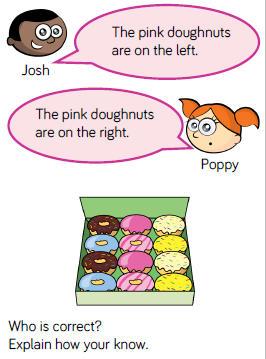 The pink doughnuts
are on the left.
Josh
The pink doughnuts
are on the right.
Poppy
Who is correct?
Explain how your know.